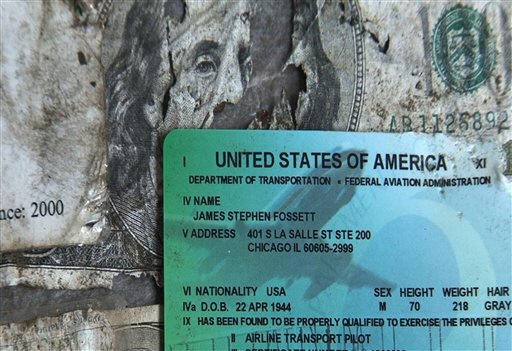 AB1126892
I UNITED STATES OF AMERICA XI
DEPARTMENT OF TRANSPORTATION FEDERAL AVIATION ADMINISTRATION
IV NAME
JAMES STEPHEN FOSSETT
V ADDRESS 401 S LA SALLE ST STE 200
CHICAGO IL 60605-2999
nce: 2000
VI NATIONALITY USA SEX HEIGHT WEIGHT HAIR
IVa D.O.B. 22 APR 1944 M 70 218 GRAY
IX HAS BEEN FOUND TO BE PROPERLY QUALIFIED TO EXERCISE THE PRIVILEGES O
II AIRLINE TRANSPORT PILOT